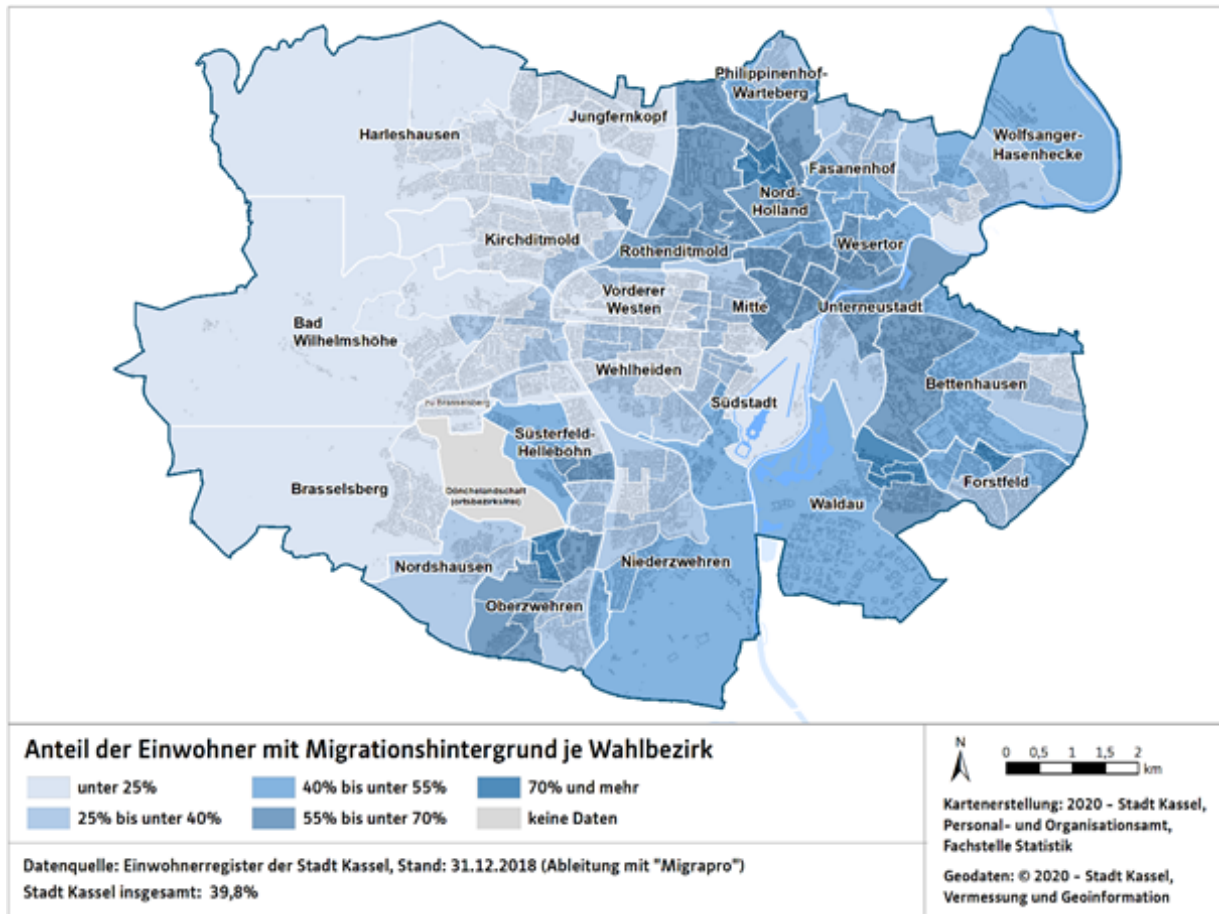 Philippinenhof-
Warteberg
Jungfernkopf
Harleshausen
Wolfsanger-
Hasenhecke
Fasanenhof
Nord-
Holland
Kirchditmold
Rothenditmold
Wesertor
Vorderer
Westen
Mitte
Unterneustadt
Bad
Wilhelmshöhe
Wehlheiden
Bettenhausen
zu Brasselsberg
Südstadt
Süsterfeld-
Helleböhn
Brasselsberg
Dönchelandschaft
(ortsbezirksfrei)
Forstfeld
Waldau
Nordshausen
Niederzwehren
Oberzwehren
Anteil der Einwohner mit Migrationshintergrund je Wahlbezirk
unter 25%
40% bis unter 55%
70% und mehr
25% bis unter 40%
55% bis unter 70%
keine Daten
Datenquelle: Einwohnerregister der Stadt Kassel, Stand: 31.12.2018 (Ableitung mit "Migrapro")
Stadt Kassel insgesamt: 39,8%
N
0 0,5 1 1,5 2
km
Kartenerstellung: 2020 - Stadt Kassel,
Personal- und Organisationsamt,
Fachstelle Statistik
Geodaten: © 2020 - Stadt Kassel,
Vermessung und Geoinformation